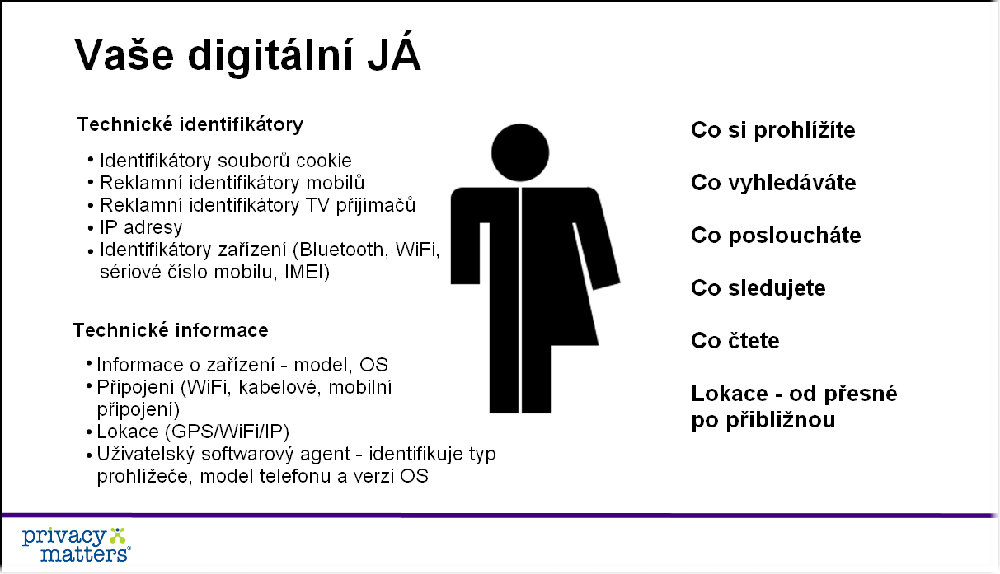 Vaše digitální JÁ
Technické identifikátory
• Identifikátory souborů cookie
• Reklamní identifikátory mobilů
• Reklamní identifikátory TV přijímačů
• IP adresy
• Identifikátory zařízení (Bluetooth, WiFi,
sériové číslo mobilu, IMEI)
Technické informace
• Informace o zařízení - model, OS
• Připojení (WiFi, kabelové, mobilní
připojení)
• Lokace (GPS/WiFi/IP)
• Uživatelský softwarový agent - identifikuje typ
prohlížeče, model telefonu a verzi OS
Co si prohlížíte
Co vyhledáváte
Co posloucháte
Co sledujete
Co čtete
Lokace - od přesné
po přibližnou
privacy
matters®